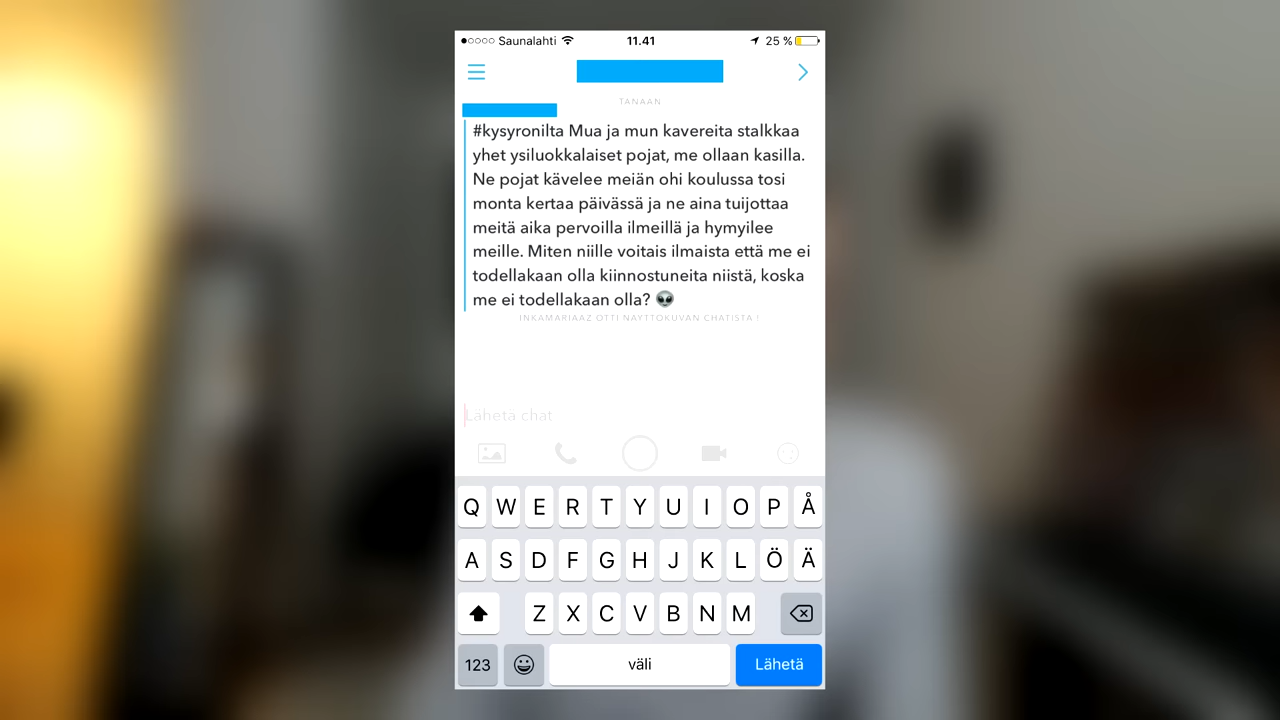 Saunalahti 11.41 25 %
TÄNÄÄN
#kysyronilta Mua ja mun kavereita stalkkaa
yhet ysiluokkalaiset pojat, me ollaan kasilla.
Ne pojat kävelee meiän ohi koulussa tosi
monta kertaa päivässä ja ne aina tuijottaa
meitä aika pervoilla ilmeillä ja hymyilee
meille. Miten niille voitais ilmaista että me ei
todellakaan olla kiinnostuneita niistä, koska
me ei todellakaan olla? 👽
INKAMARIAAZ OTTI NÄYTTÖKUVAN CHATISTA !
Lähetä chat
Q W E R T Y U I O P Å
A S D F G H J K L Ö Ä
Z X C V B N M
123 väli Lähetä